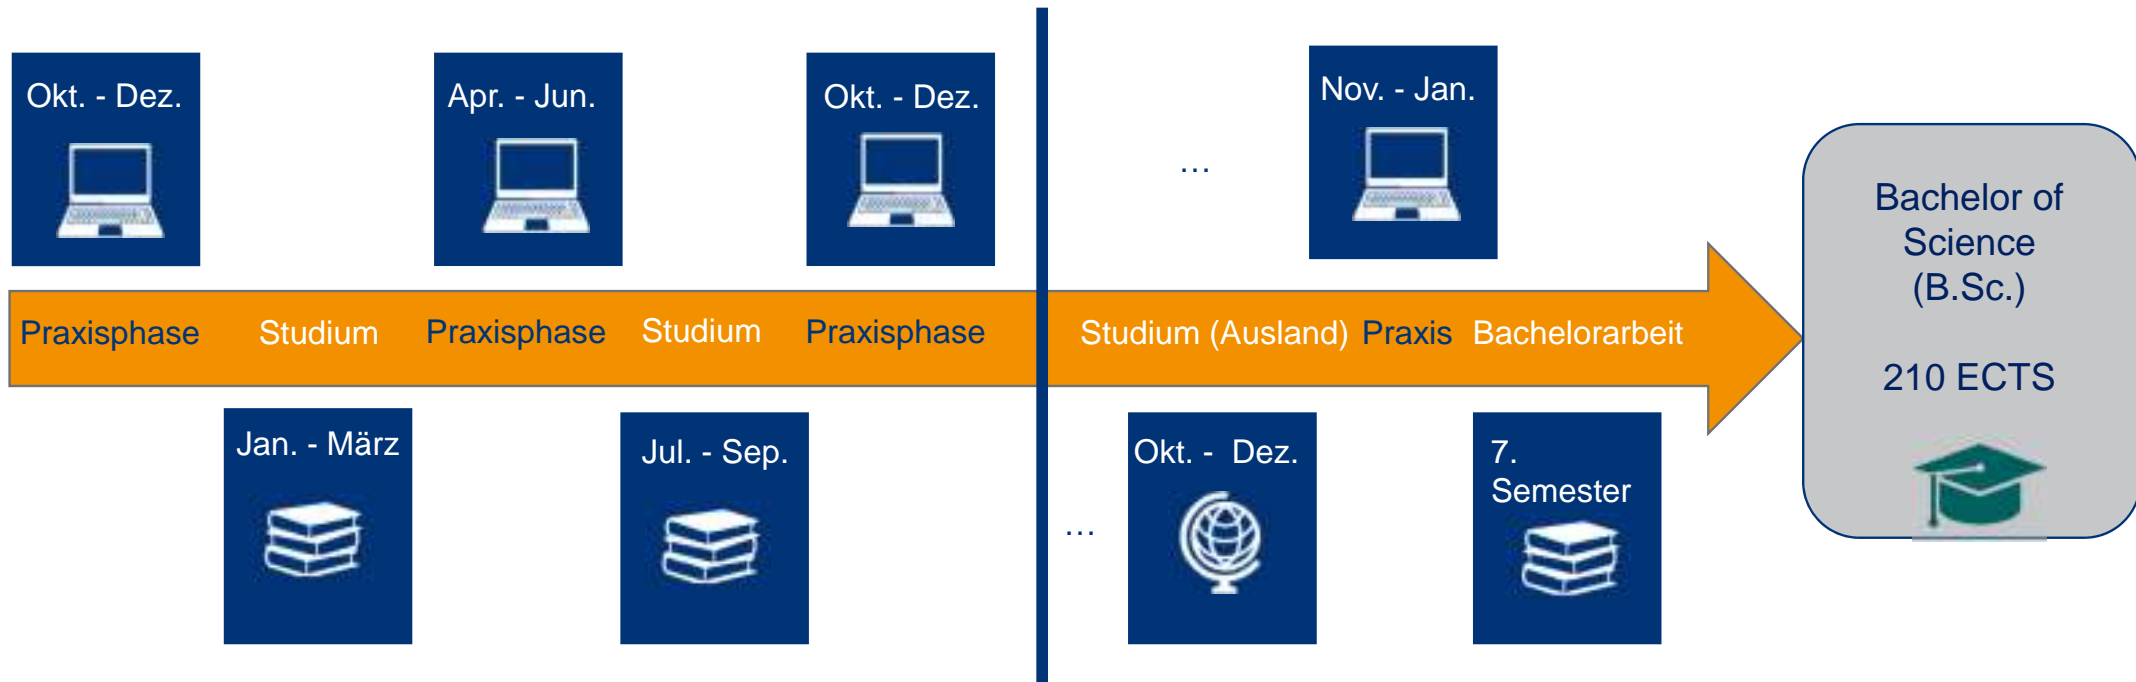 Okt. - Dez.
Apr. - Jun.
Okt. - Dez.
Nov. - Jan.
...
Praxisphase
Studium
Praxisphase
Studium
Praxisphase
Studium (Ausland)
Praxis
Bachelorarbeit
Jan. - März
Jul. - Sep.
...
Okt. - Dez.
7.
Semester
Bachelor of
Science
(B.Sc.)
210 ECTS